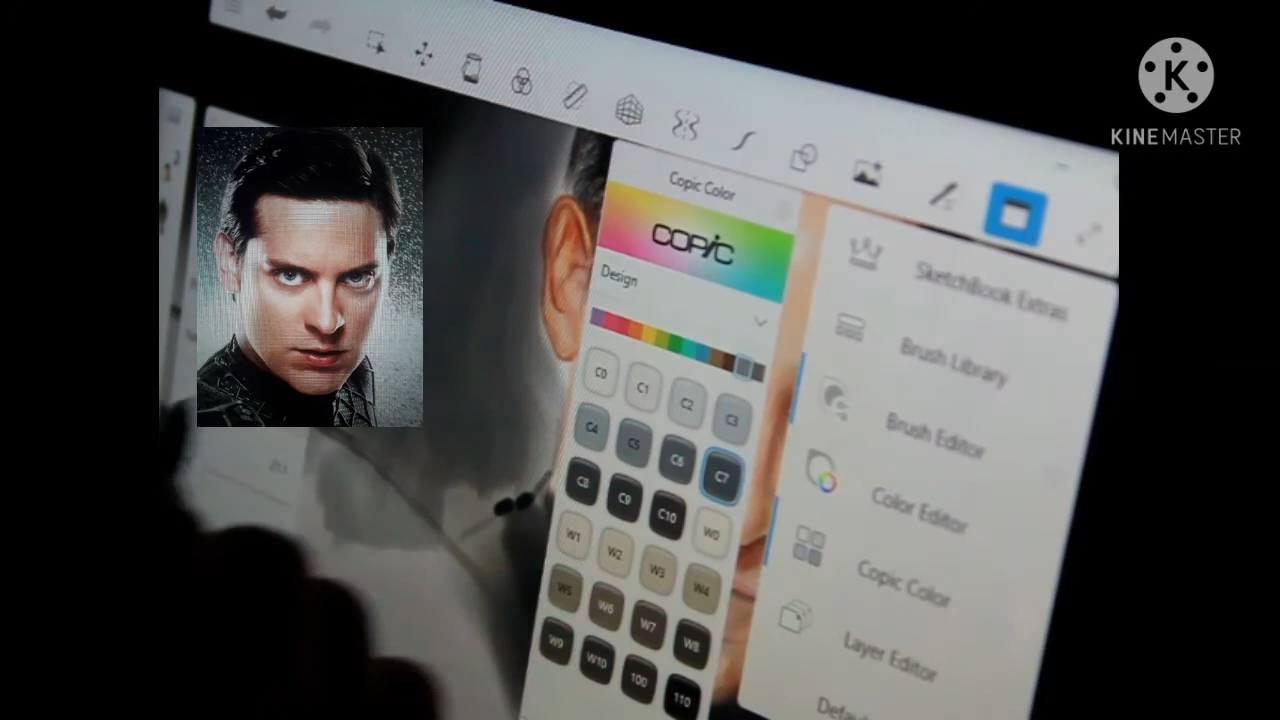 K
KINEMASTER
Copic Color
COPIC
Design
C0 C1 C2 C3
C4 C5 C6 C7
C8 C9 C10 W0
W1 W2 W3 W4
W5 W6 W7 W8
W9 W10 100 110
SketchBook Extras
Brush Library
Brush Editor
Color Editor
Copic Color
Layer Editor